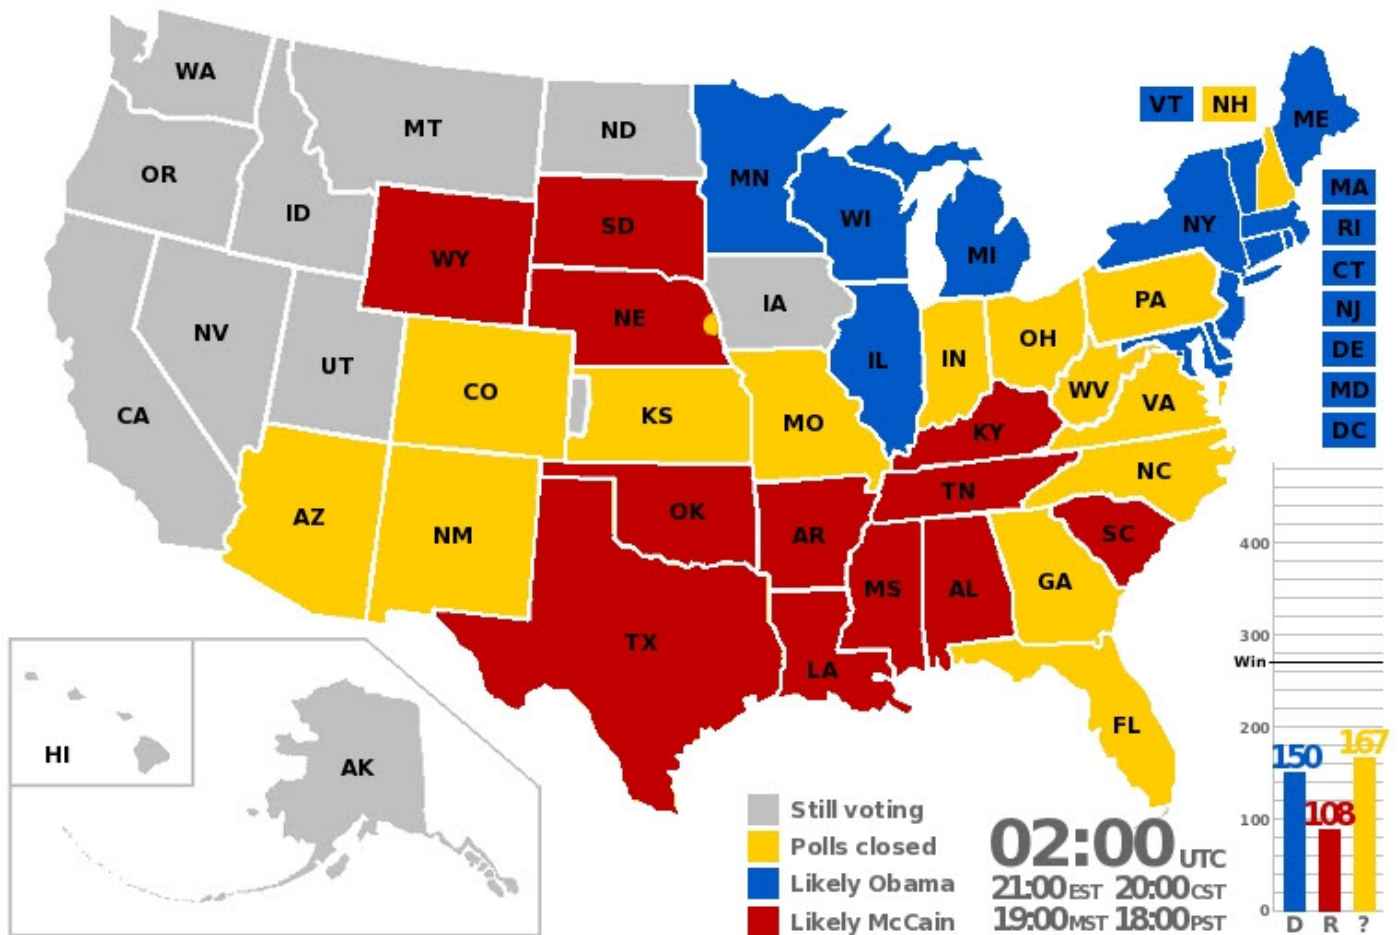 WA
MT
ND
OR
ID
MN
WI
MI
VT NH
ME
NY
MA
RI
CT
NJ
DE
MD
DC
WY
SD
NE
IA
IL
IN
OH
PA
NV
UT
CO
KS
MO
WV
VA
KY
CA
AZ
NM
OK
AR
TN
NC
SC
MS
AL
GA
TX
LA
FL
HI
AK
400
300
Win
200
100
0
150
108
167
D R ?
Still voting
Polls closed
Likely Obama
Likely McCain
02:00 UTC
21:00 EST 20:00 CST
19:00 MST 18:00 PST